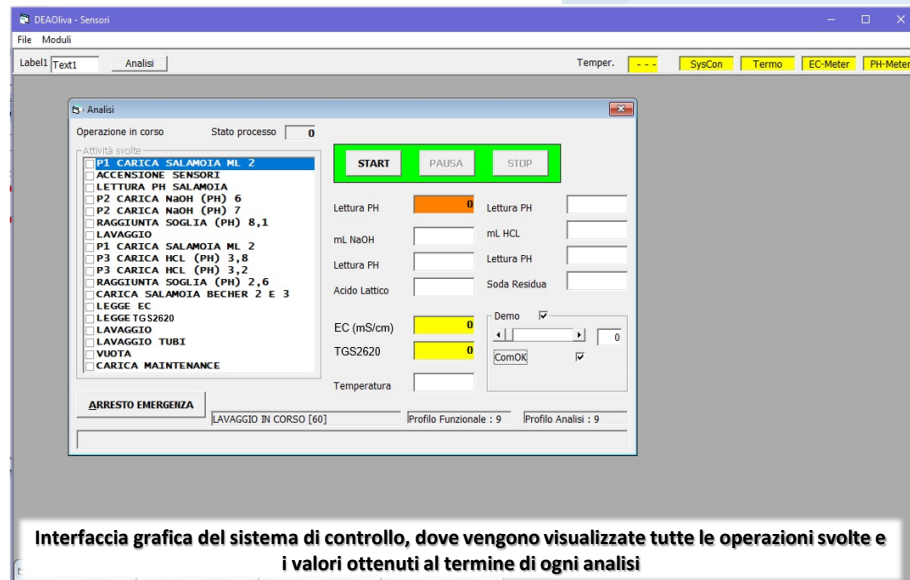 DEAOliva - Sensori
File Moduli
Label1 Text1 Analisi Temper. - - - SysCon Termo EC-Meter PH-Meter
Analisi
Operazione in corso Stato processo 0
Attività svolte
P1 CARICA SALAMOIA ML 2
ACCENSIONE SENSORI
LETTURA PH SALAMOIA
P2 CARICA NaOH (PH) 6
P2 CARICA NaOH (PH) 7
RAGGIUNTA SOGLIA (PH) 8,1
LAVAGGIO
P1 CARICA SALAMOIA ML 2
P3 CARICA HCL (PH) 3,8
P3 CARICA HCL (PH) 3,2
RAGGIUNTA SOGLIA (PH) 2,6
CARICA SALAMOIA BECHER 2 E 3
LEGGE EC
LEGGE TGS2620
LAVAGGIO
LAVAGGIO TUBI
VUOTA
CARICA MAINTENANCE
START PAUSA STOP
Lettura PH 0 Lettura PH
mL NaOH mL HCL
Lettura PH Lettura PH
Acido Lattico Soda Residua
EC (mS/cm) 0 Demo
TGS2620 0 0
ComOK
Temperatura
ARRESTO EMERGENZA
LAVAGGIO IN CORSO [60] Profilo Funzionale : 9 Profilo Analisi : 9
Interfaccia grafica del sistema di controllo, dove vengono visualizzate tutte le operazioni svolte e
i valori ottenuti al termine di ogni analisi